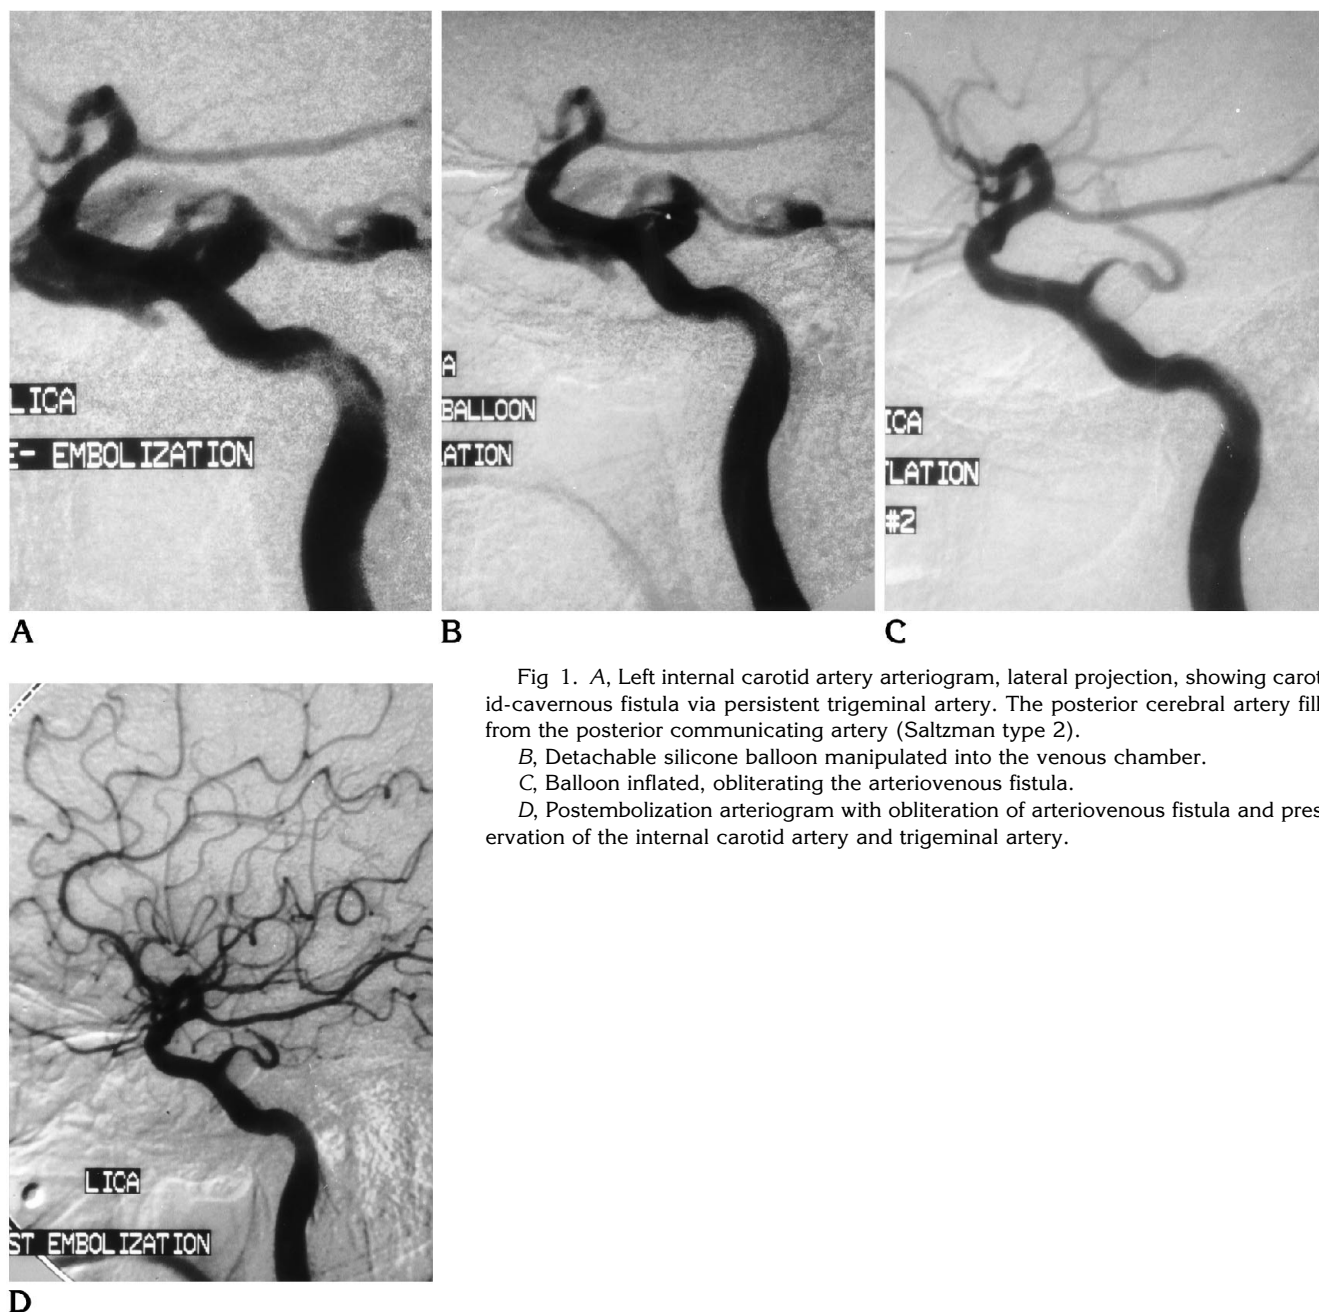 LICA
E- EMBOLIZATION
A
A
BALLOON
ATION
B
ICA
LATION
#2
C
LICA
ST EMBOLIZATION
D
Fig 1. A, Left internal carotid artery arteriogram, lateral projection, showing carot
id-cavernous fistula via persistent trigeminal artery. The posterior cerebral artery fill
from the posterior communicating artery (Saltzman type 2).
B, Detachable silicone balloon manipulated into the venous chamber.
C, Balloon inflated, obliterating the arteriovenous fistula.
D, Postembolization arteriogram with obliteration of arteriovenous fistula and pres
ervation of the internal carotid artery and trigeminal artery.